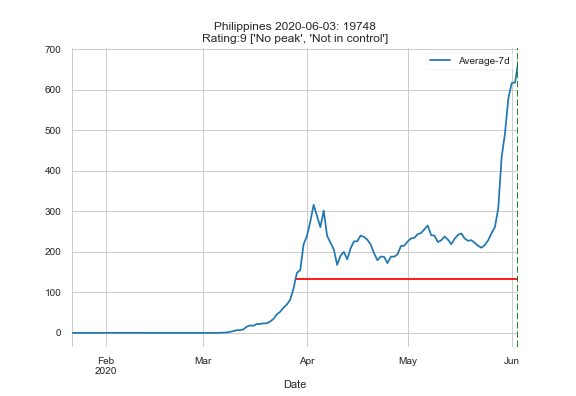 Philippines 2020-06-03: 19748
Rating:9 ['No peak', 'Not in control']
700
Average-7d
600
500
400
300
200
100
0
Feb
2020
Mar
Apr
May
Jun
Date